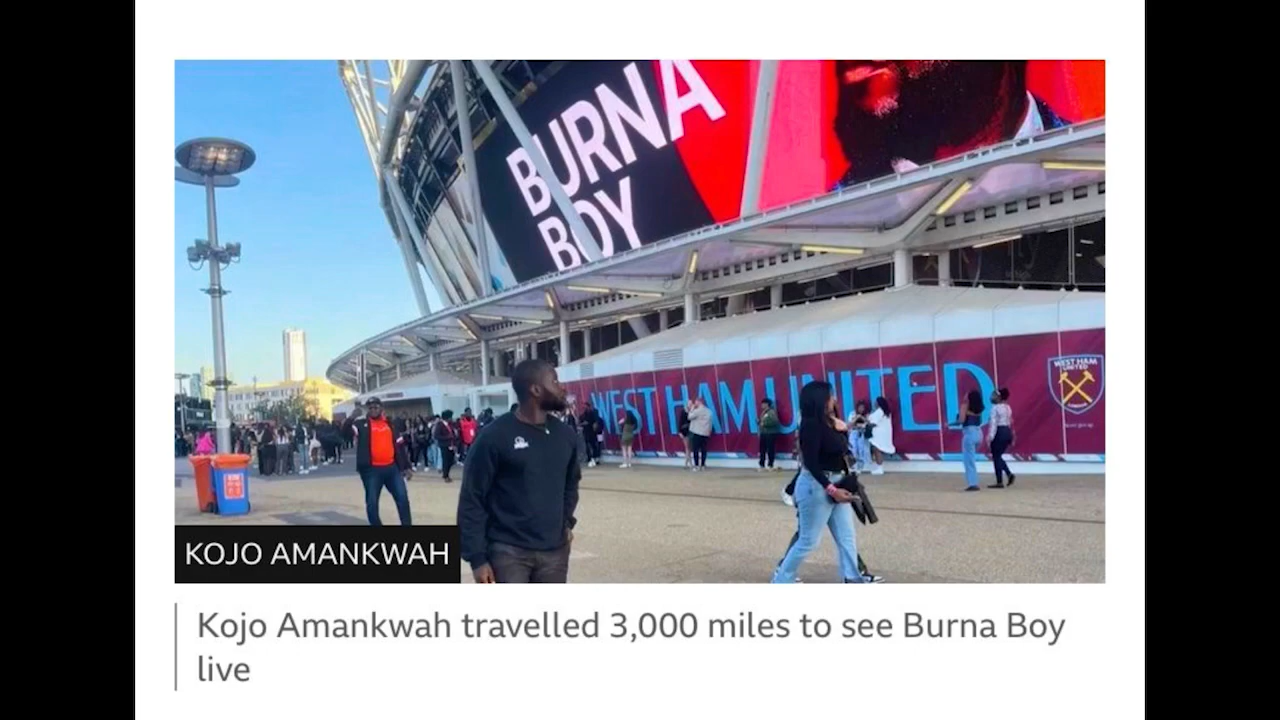 BURNA
BOY
WEST HAM UNITED
WEST HAM
UNITED
LONDON
KOJO AMANKWAH
Kojo Amankwah travelled 3,000 miles to see Burna Boy
live